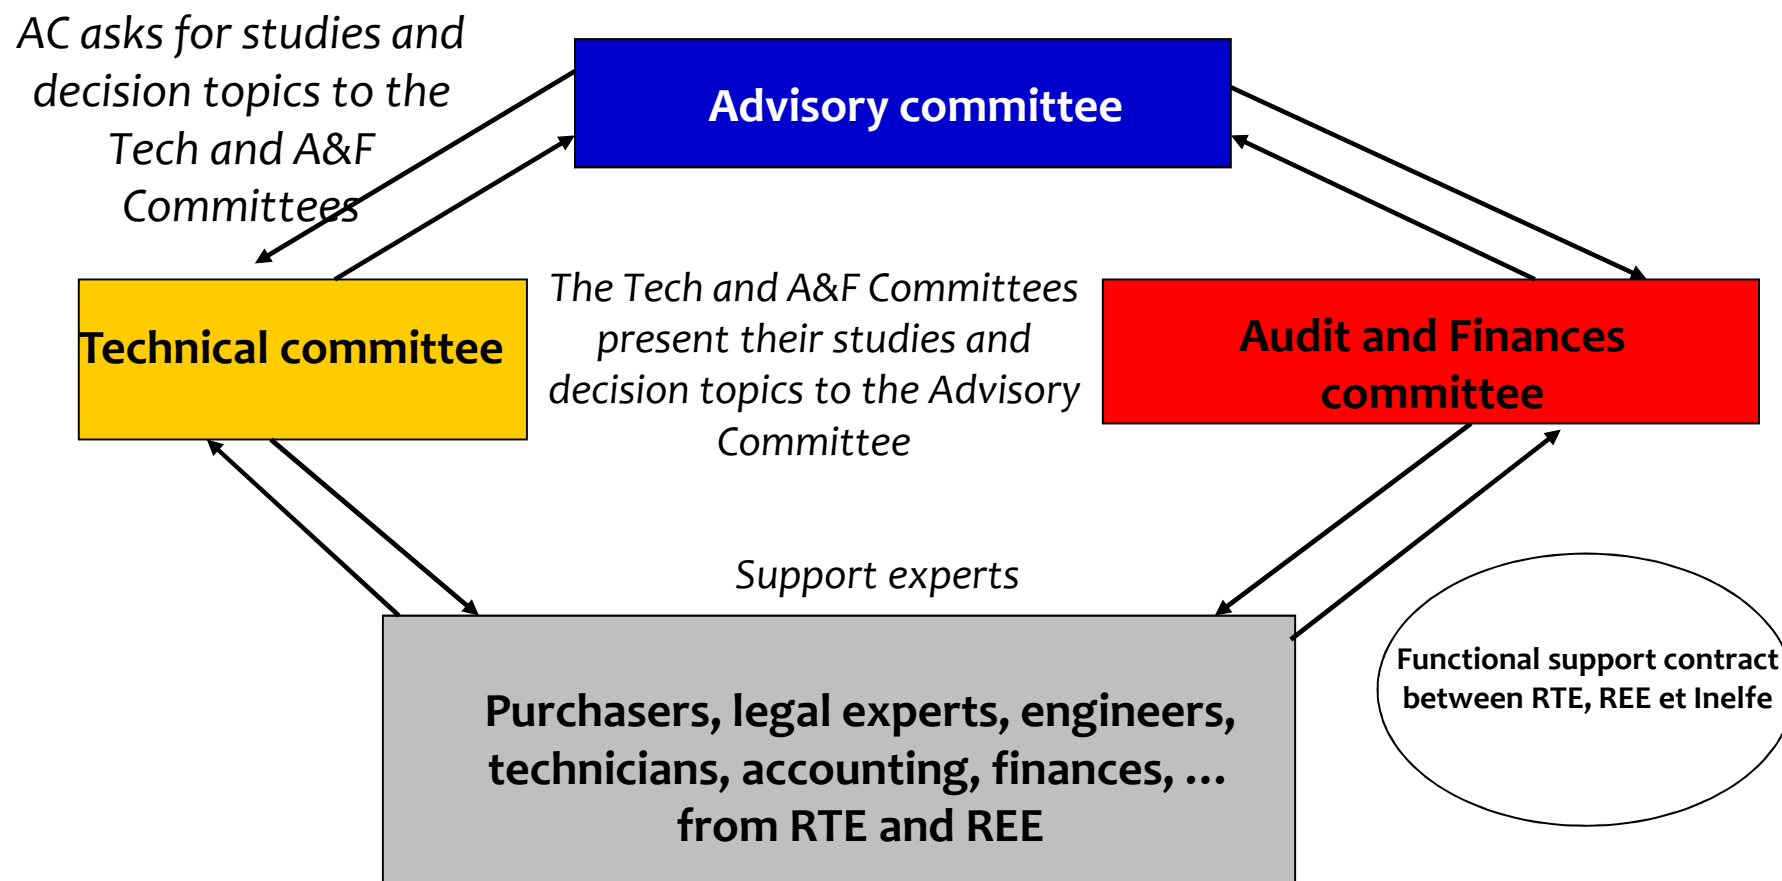 AC asks for studies and
decision topics to the
Tech and A&F
Committees
Advisory committee
Technical committee
The Tech and A&F Committees
present their studies and
decision topics to the Advisory
Committee
Audit and Finances
committee
Support experts
Purchasers, legal experts, engineers,
technicians, accounting, finances, ...
from RTE and REE
Functional support contract
between RTE, REE et Inelfe